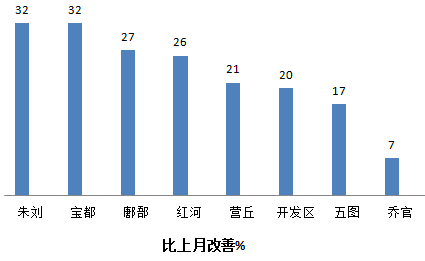 32 32 27 26 21 20 17 7
朱刘 宝都 鄌郚 红河 营丘 开发区 五图 乔官
比上月改善%